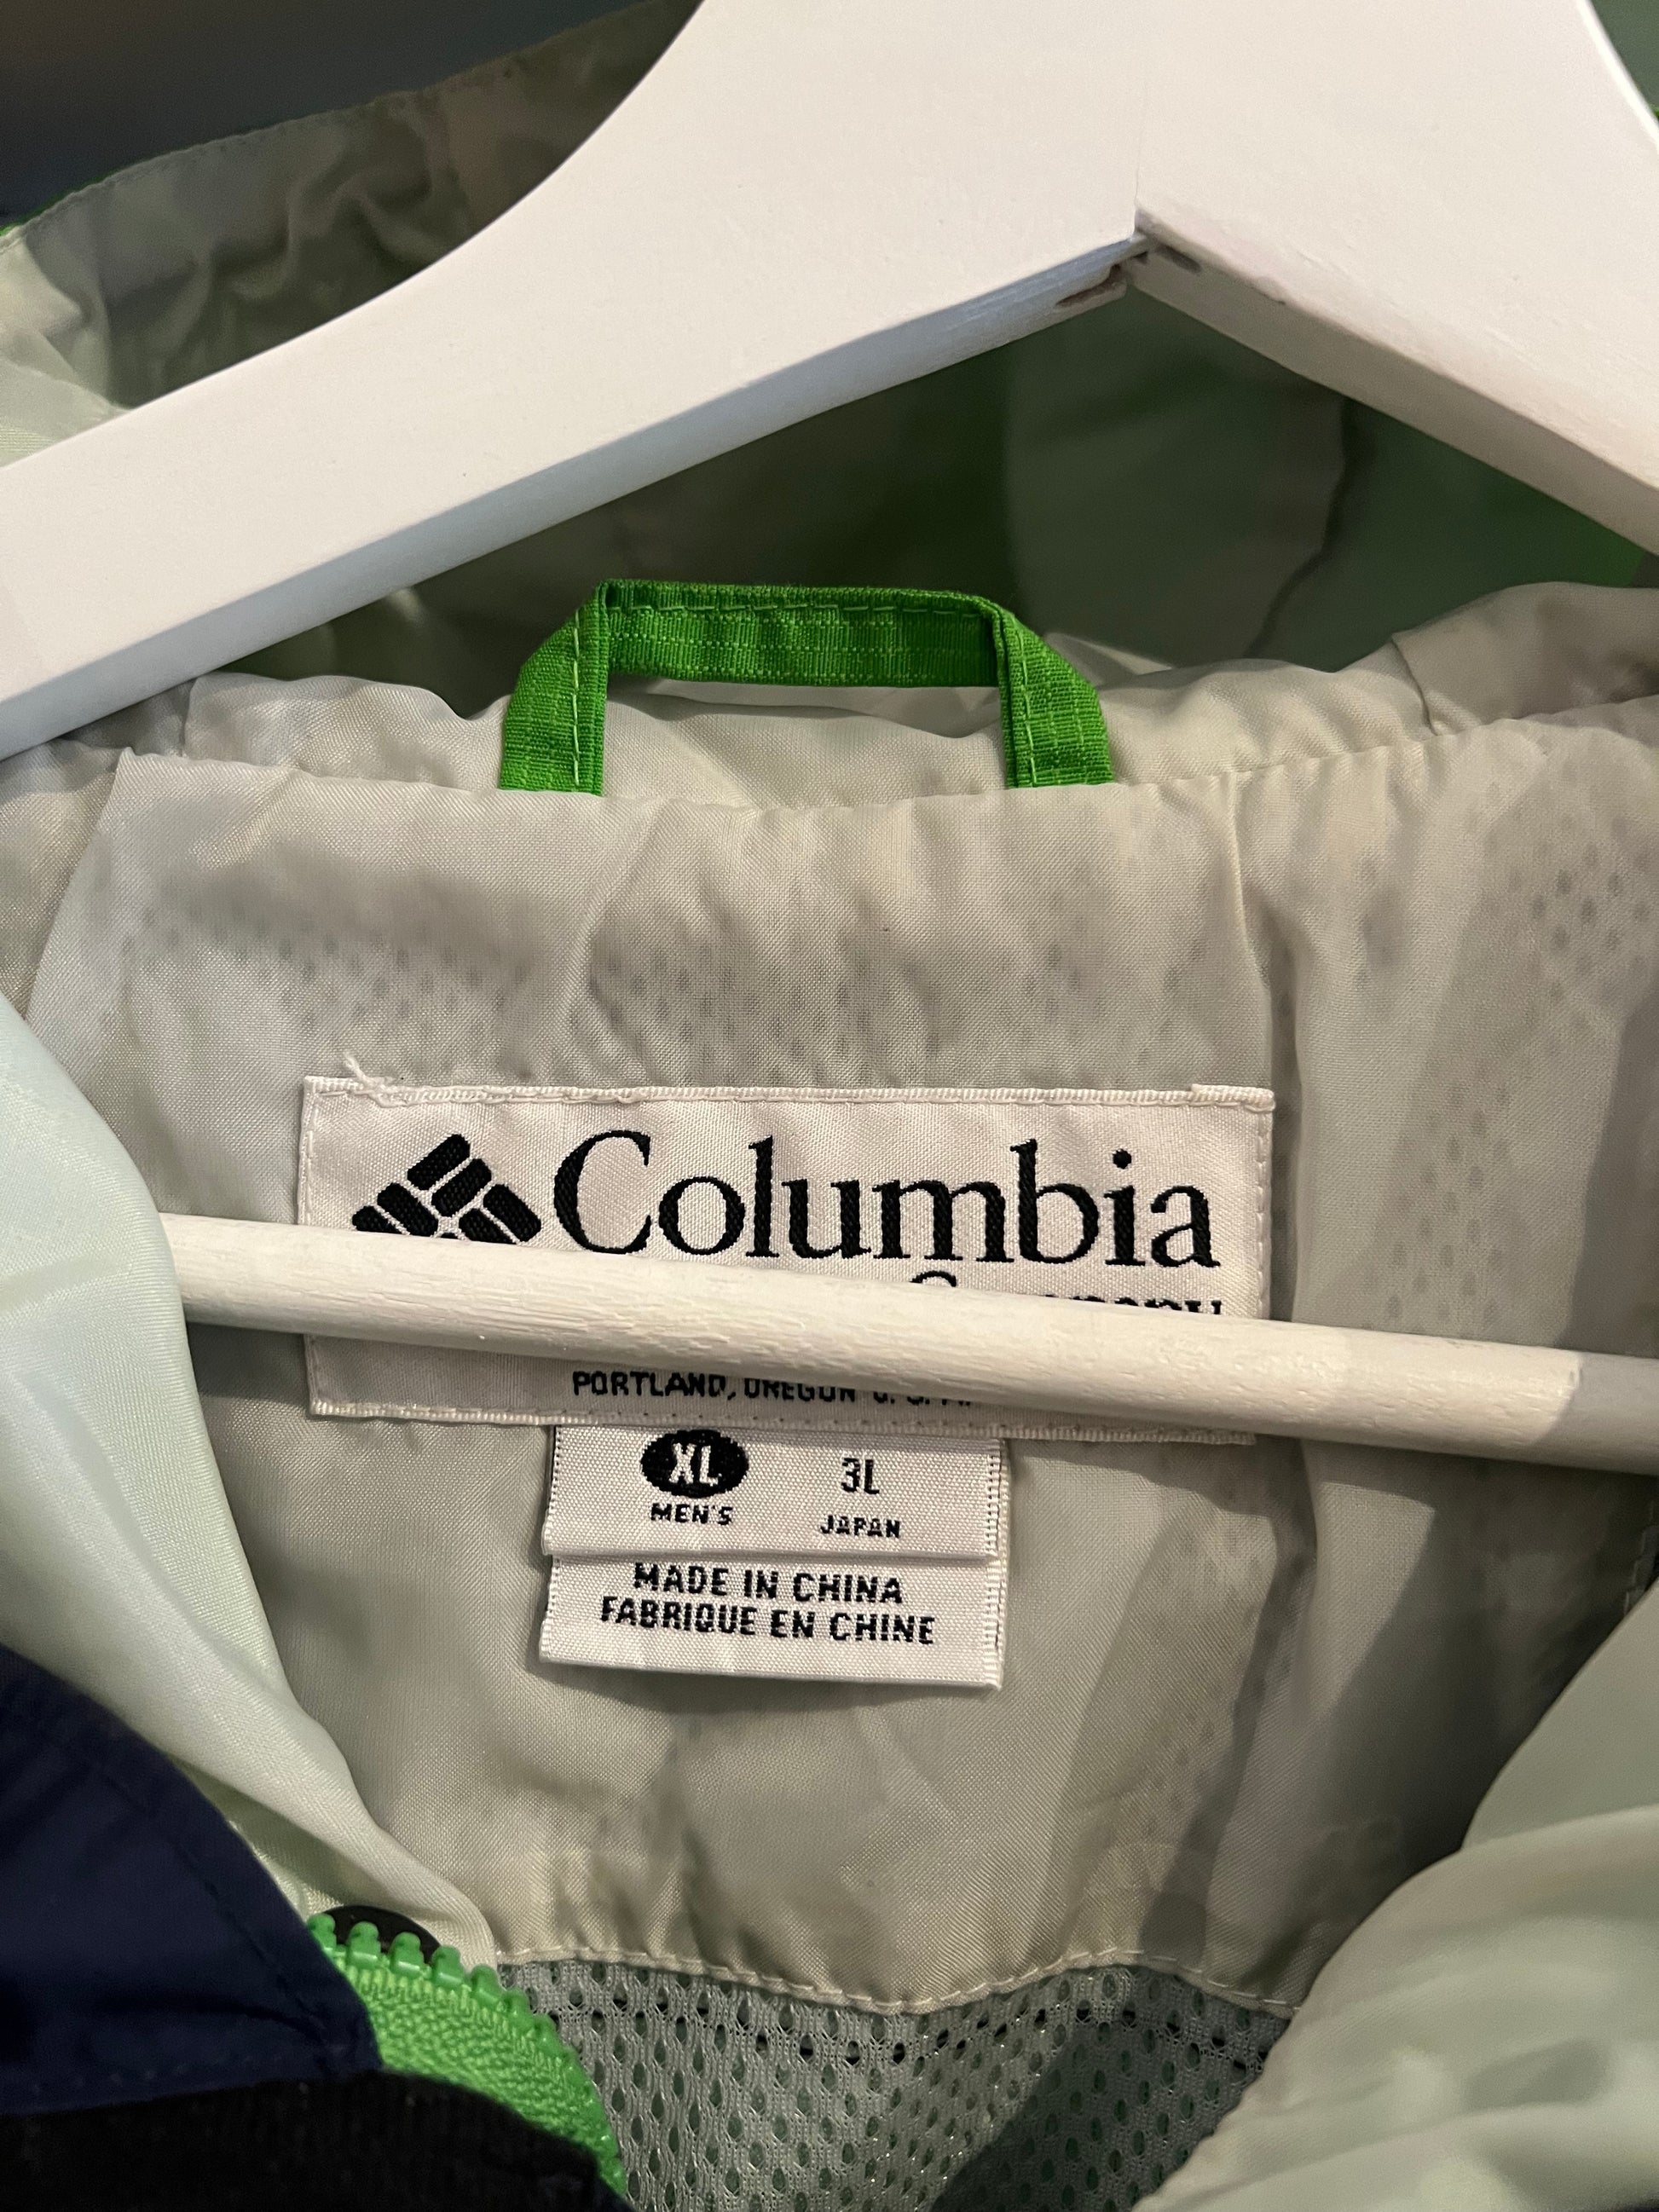 Columbia
PORTLAND, OREGON U.S.A.
XL 3L
MEN'S JAPAN
MADE IN CHINA
FABRIQUE EN CHINE